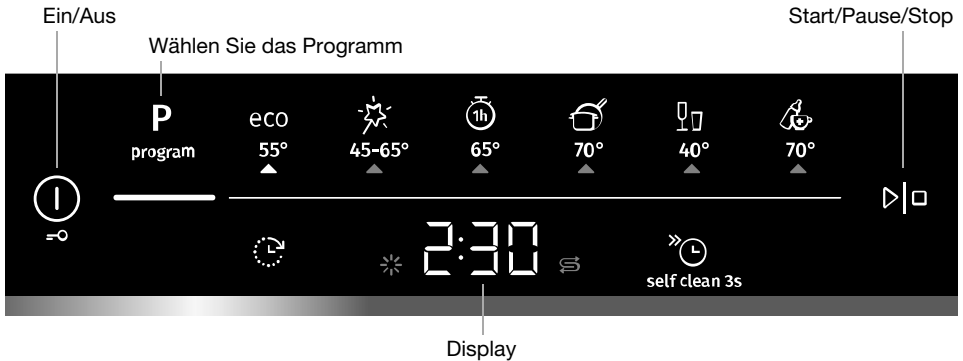 Ein/Aus
Start/Pause/Stop
Wählen Sie das Programm
P
program
eco
1h
55°
45-65°
65°
70°
40°
70°
2:30
self clean 3s
Display